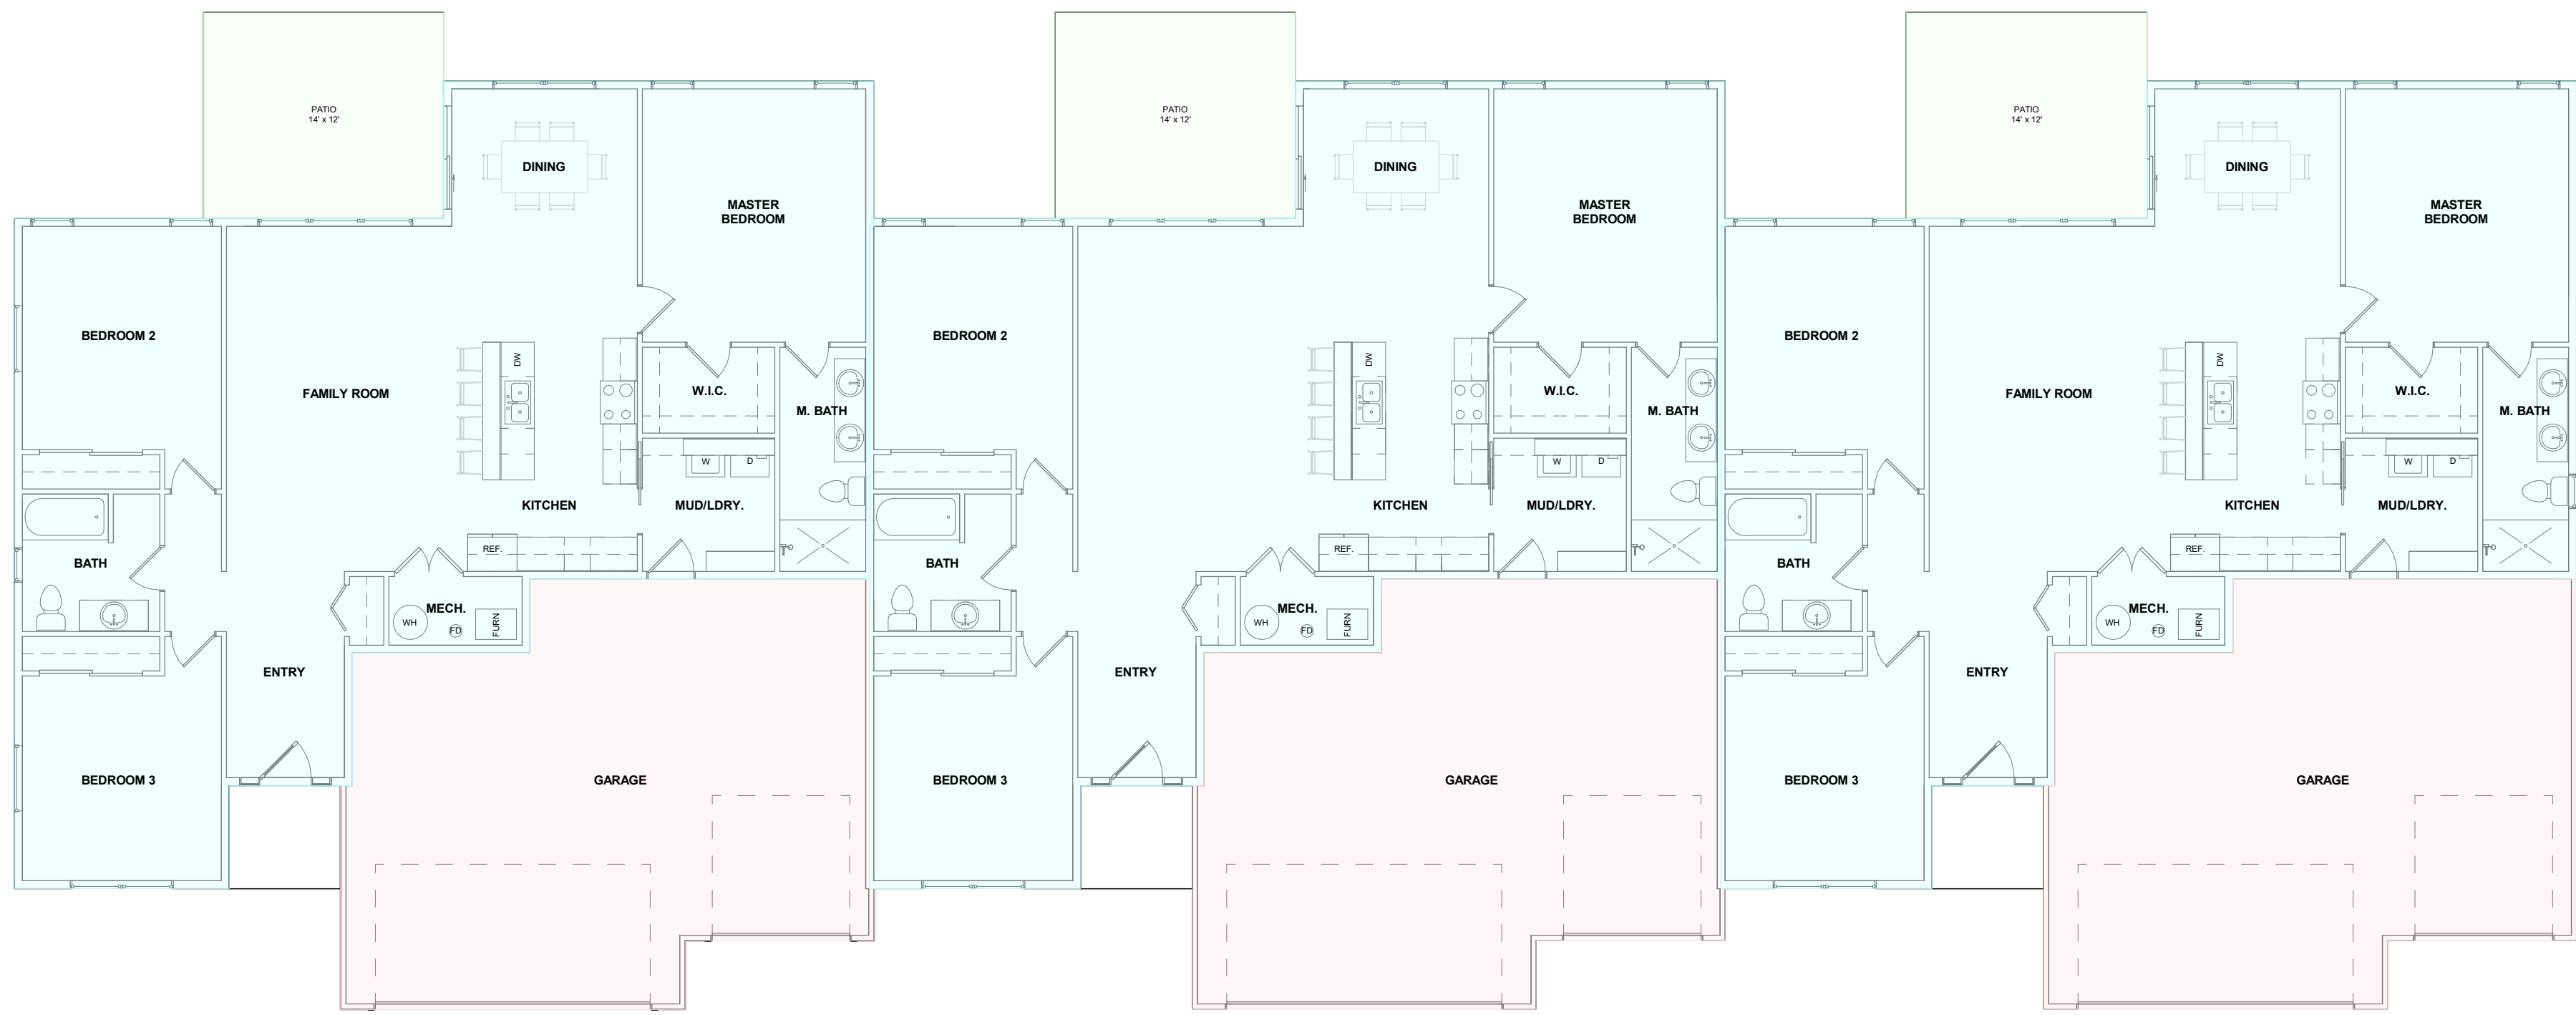 PATIO
14' x 12'
DINING
MASTER
BEDROOM
BEDROOM 2
FAMILY ROOM
DW
W.I.C.
M. BATH
W
D
KITCHEN
MUD/LDRY.
REF.
BATH
MECH.
WH
FD
FURN
ENTRY
BEDROOM 3
GARAGE
PATIO
14' x 12'
DINING
MASTER
BEDROOM
BEDROOM 2
DW
W.I.C.
M. BATH
W
D
KITCHEN
MUD/LDRY.
REF.
BATH
MECH.
WH
FD
FURN
ENTRY
BEDROOM 3
GARAGE
PATIO
14' x 12'
DINING
MASTER
BEDROOM
BEDROOM 2
FAMILY ROOM
DW
W.I.C.
M. BATH
W
D
KITCHEN
MUD/LDRY.
REF.
BATH
MECH.
WH
FD
FURN
ENTRY
BEDROOM 3
GARAGE